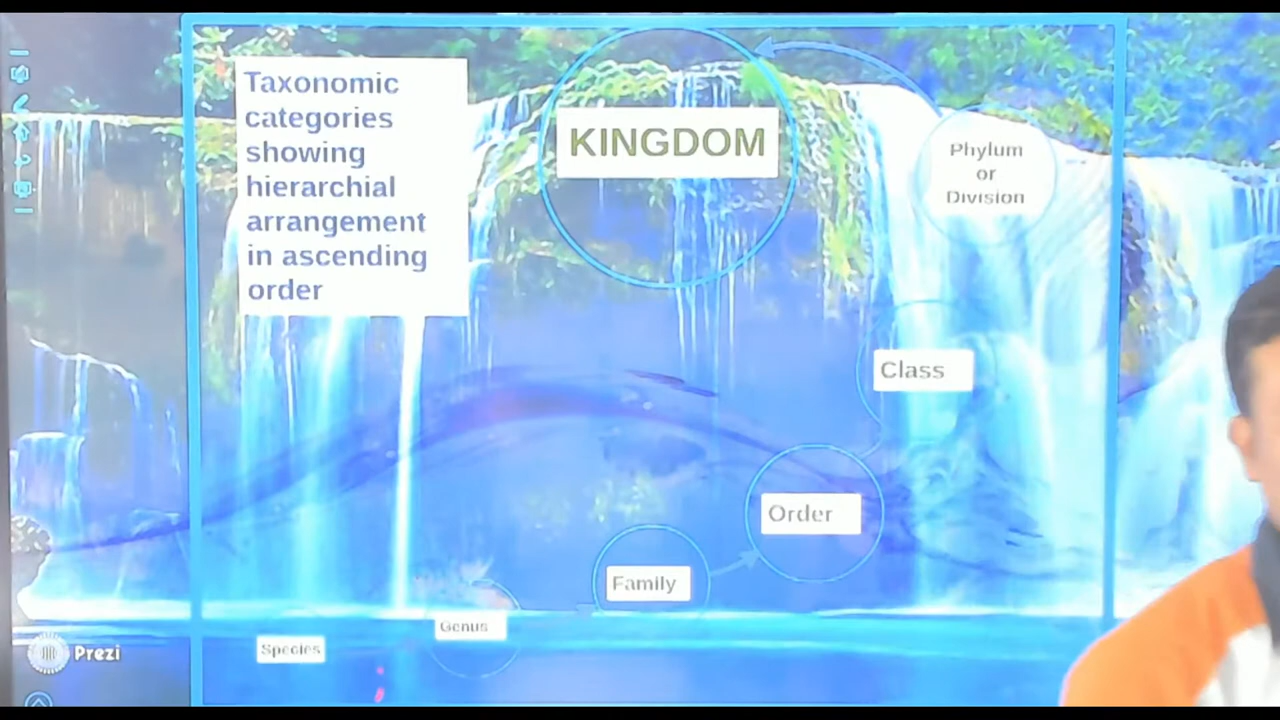 Taxonomic
categories
showing
hierarchial
arrangement
in ascending
order
KINGDOM
Phylum
or
Division
Class
Order
Family
Genus
Species
Prezi